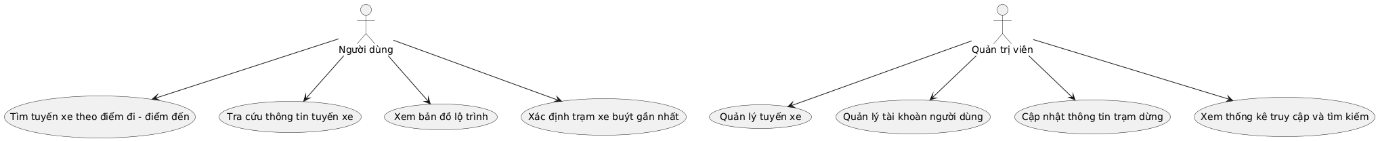 Người dùng
Quản trị viên
Tìm tuyến xe theo điểm đi - điểm đến
Tra cứu thông tin tuyến xe
Xem bản đồ lộ trình
Xác định trạm xe buýt gần nhất
Quản lý tuyến xe
Quản lý tài khoản người dùng
Cập nhật thông tin trạm dừng
Xem thống kê truy cập và tìm kiếm